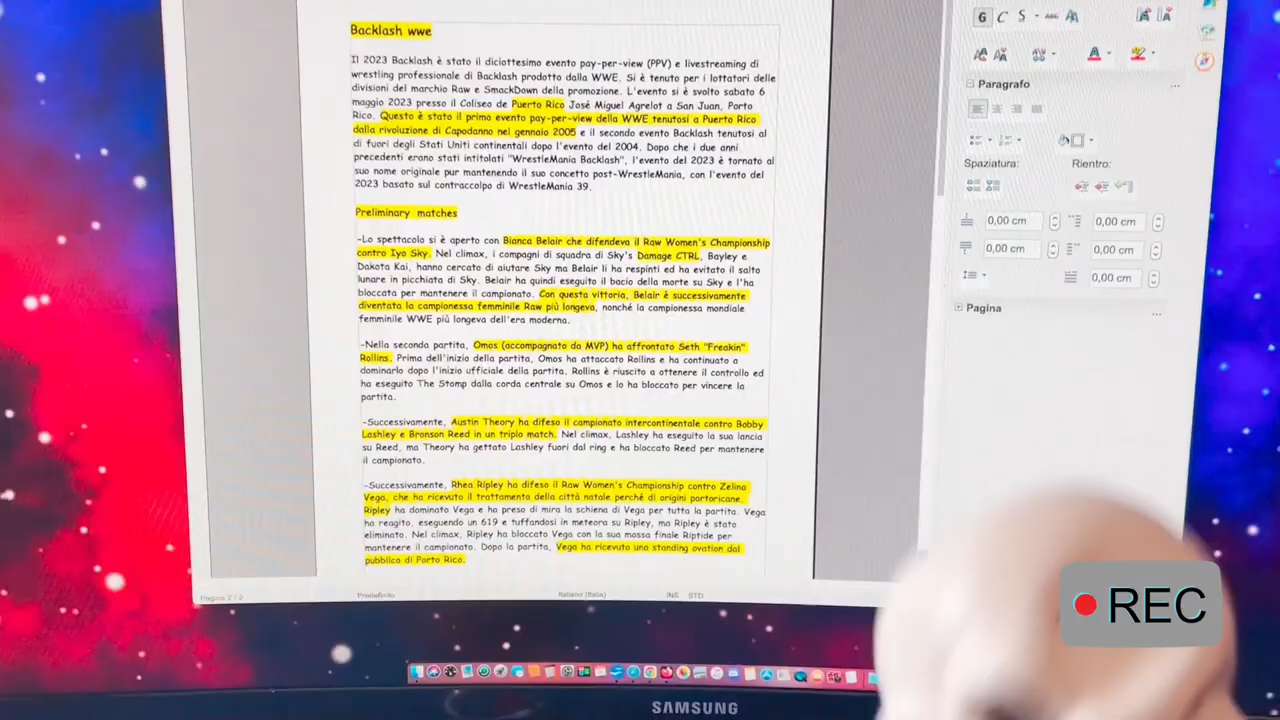 Backlash wwe
Il 2023 Backlash è stato il diciottesimo evento pay-per-view (PPV) e livestreaming di
wrestling professionale di Backlash prodotto dalla WWE. Si è tenuto per i lottatori delle
divisioni del marchio Raw e SmackDown della promozione. L'evento si è svolto sabato 6
maggio 2023 presso il Coliseo de Puerto Rico José Miguel Agrelot a San Juan, Porto
Rico. Questo è stato il primo evento pay-per-view della WWE tenutosi a Puerto Rico
dalla rivoluzione di Capodanno nel gennaio 2005 e il secondo evento Backlash tenutosi al
di fuori degli Stati Uniti continentali dopo l'evento del 2004. Dopo che i due anni
precedenti erano stati intitolati "WrestleMania Backlash", l'evento del 2023 è tornato al
suo nome originale pur mantenendo il suo concetto post-WrestleMania, con l'evento del
2023 basato sul contraccolpo di WrestleMania 39.
Preliminary matches
-Lo spettacolo si è aperto con Bianca Belair che difendeva il Raw Women's Championship
contro Iyo Sky. Nel climax, i compagni di squadra di Sky's Damage CTRL, Bayley e
Dakota Kai, hanno cercato di aiutare Sky ma Belair li ha respinti ed ha evitato il salto
lunare in picchiata di Sky. Belair ha quindi eseguito il bacio della morte su Sky e l'ha
bloccata per mantenere il campionato. Con questa vittoria, Belair è successivamente
diventata la campionessa femminile Raw più longeva, nonché la campionessa mondiale
femminile WWE più longeva dell'era moderna.
-Nella seconda partita, Omos (accompagnato da MVP) ha affrontato Seth "Freakin"
Rollins. Prima dell'inizio della partita, Omos ha attaccato Rollins e ha continuato a
dominarlo dopo l'inizio ufficiale della partita. Rollins è riuscito a ottenere il controllo ed
ha eseguito The Stomp dalla corda centrale su Omos e lo ha bloccato per vincere la
partita.
-Successivamente, Austin Theory ha difeso il campionato intercontinentale contro Bobby
Lashley e Bronson Reed in un triplo match. Nel climax, Lashley ha eseguito la sua lancia
su Reed, ma Theory ha gettato Lashley fuori dal ring e ha bloccato Reed per mantenere
il campionato.
-Successivamente, Rhea Ripley ha difeso il Raw Women's Championship contro Zelina
Vega, che ha ricevuto il trattamento della città natale perché di origini portoricane.
Ripley ha dominato Vega e ha preso di mira la schiena di Vega per tutta la partita. Vega
ha reagito, eseguendo un 619 e tuffandosi in meteora su Ripley, ma Ripley è stato
eliminato. Nel climax, Ripley ha bloccato Vega con la sua mossa finale Riptide per
mantenere il campionato. Dopo la partita, Vega ha ricevuto una standing ovation dal
pubblico di Porto Rico.
Pagina 2 / 2
Predefinito
Italiano (Italia)
INS
STD
G C S ABC A
Paragrafo
Spaziatura:
Rientro:
0,00 cm
0,00 cm
0,00 cm
0,00 cm
0,00 cm
Pagina
REC
SAMSUNG